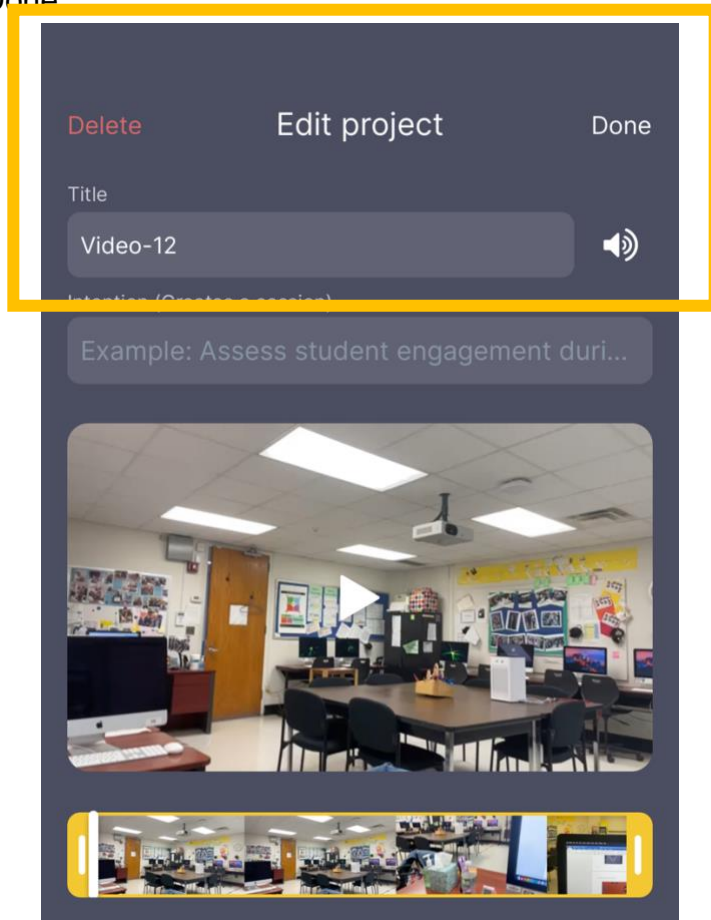 Delete Edit project Done
Title
Video-12
Example: Assess student engagement duri...